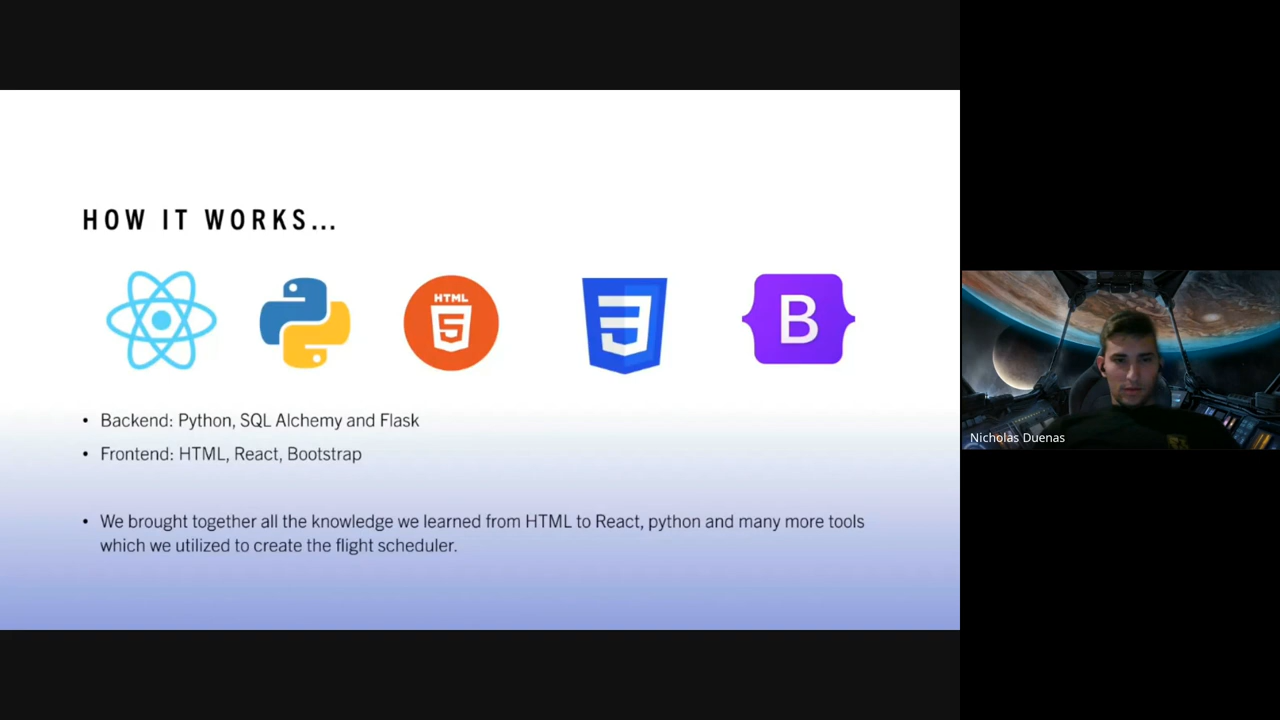 HOW IT WORKS...
HTML
5
3
B
• Backend: Python, SQL Alchemy and Flask
• Frontend: HTML, React, Bootstrap
• We brought together all the knowledge we learned from HTML to React, python and many more tools
which we utilized to create the flight scheduler.
Nicholas Duenas